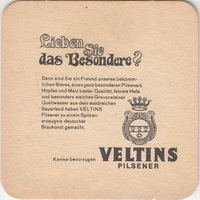 Lieben
Sie
das Besondere?
Dann sind Sie ein Freund unseres bekömm-
lichen Bieres, eines ganz besonderen Pilseners.
Hopfen und Malz bester Qualität, feinste Hefe
und besonders weiches Grevensteiner
Quellwasser aus dem waldreichen
Sauerland haben VELTINS
Pilsener zu einem Spitzen-
erzeugnis deutscher
Braukunst gemacht.
Kenner bevorzugen
VELTINS
PILSENER